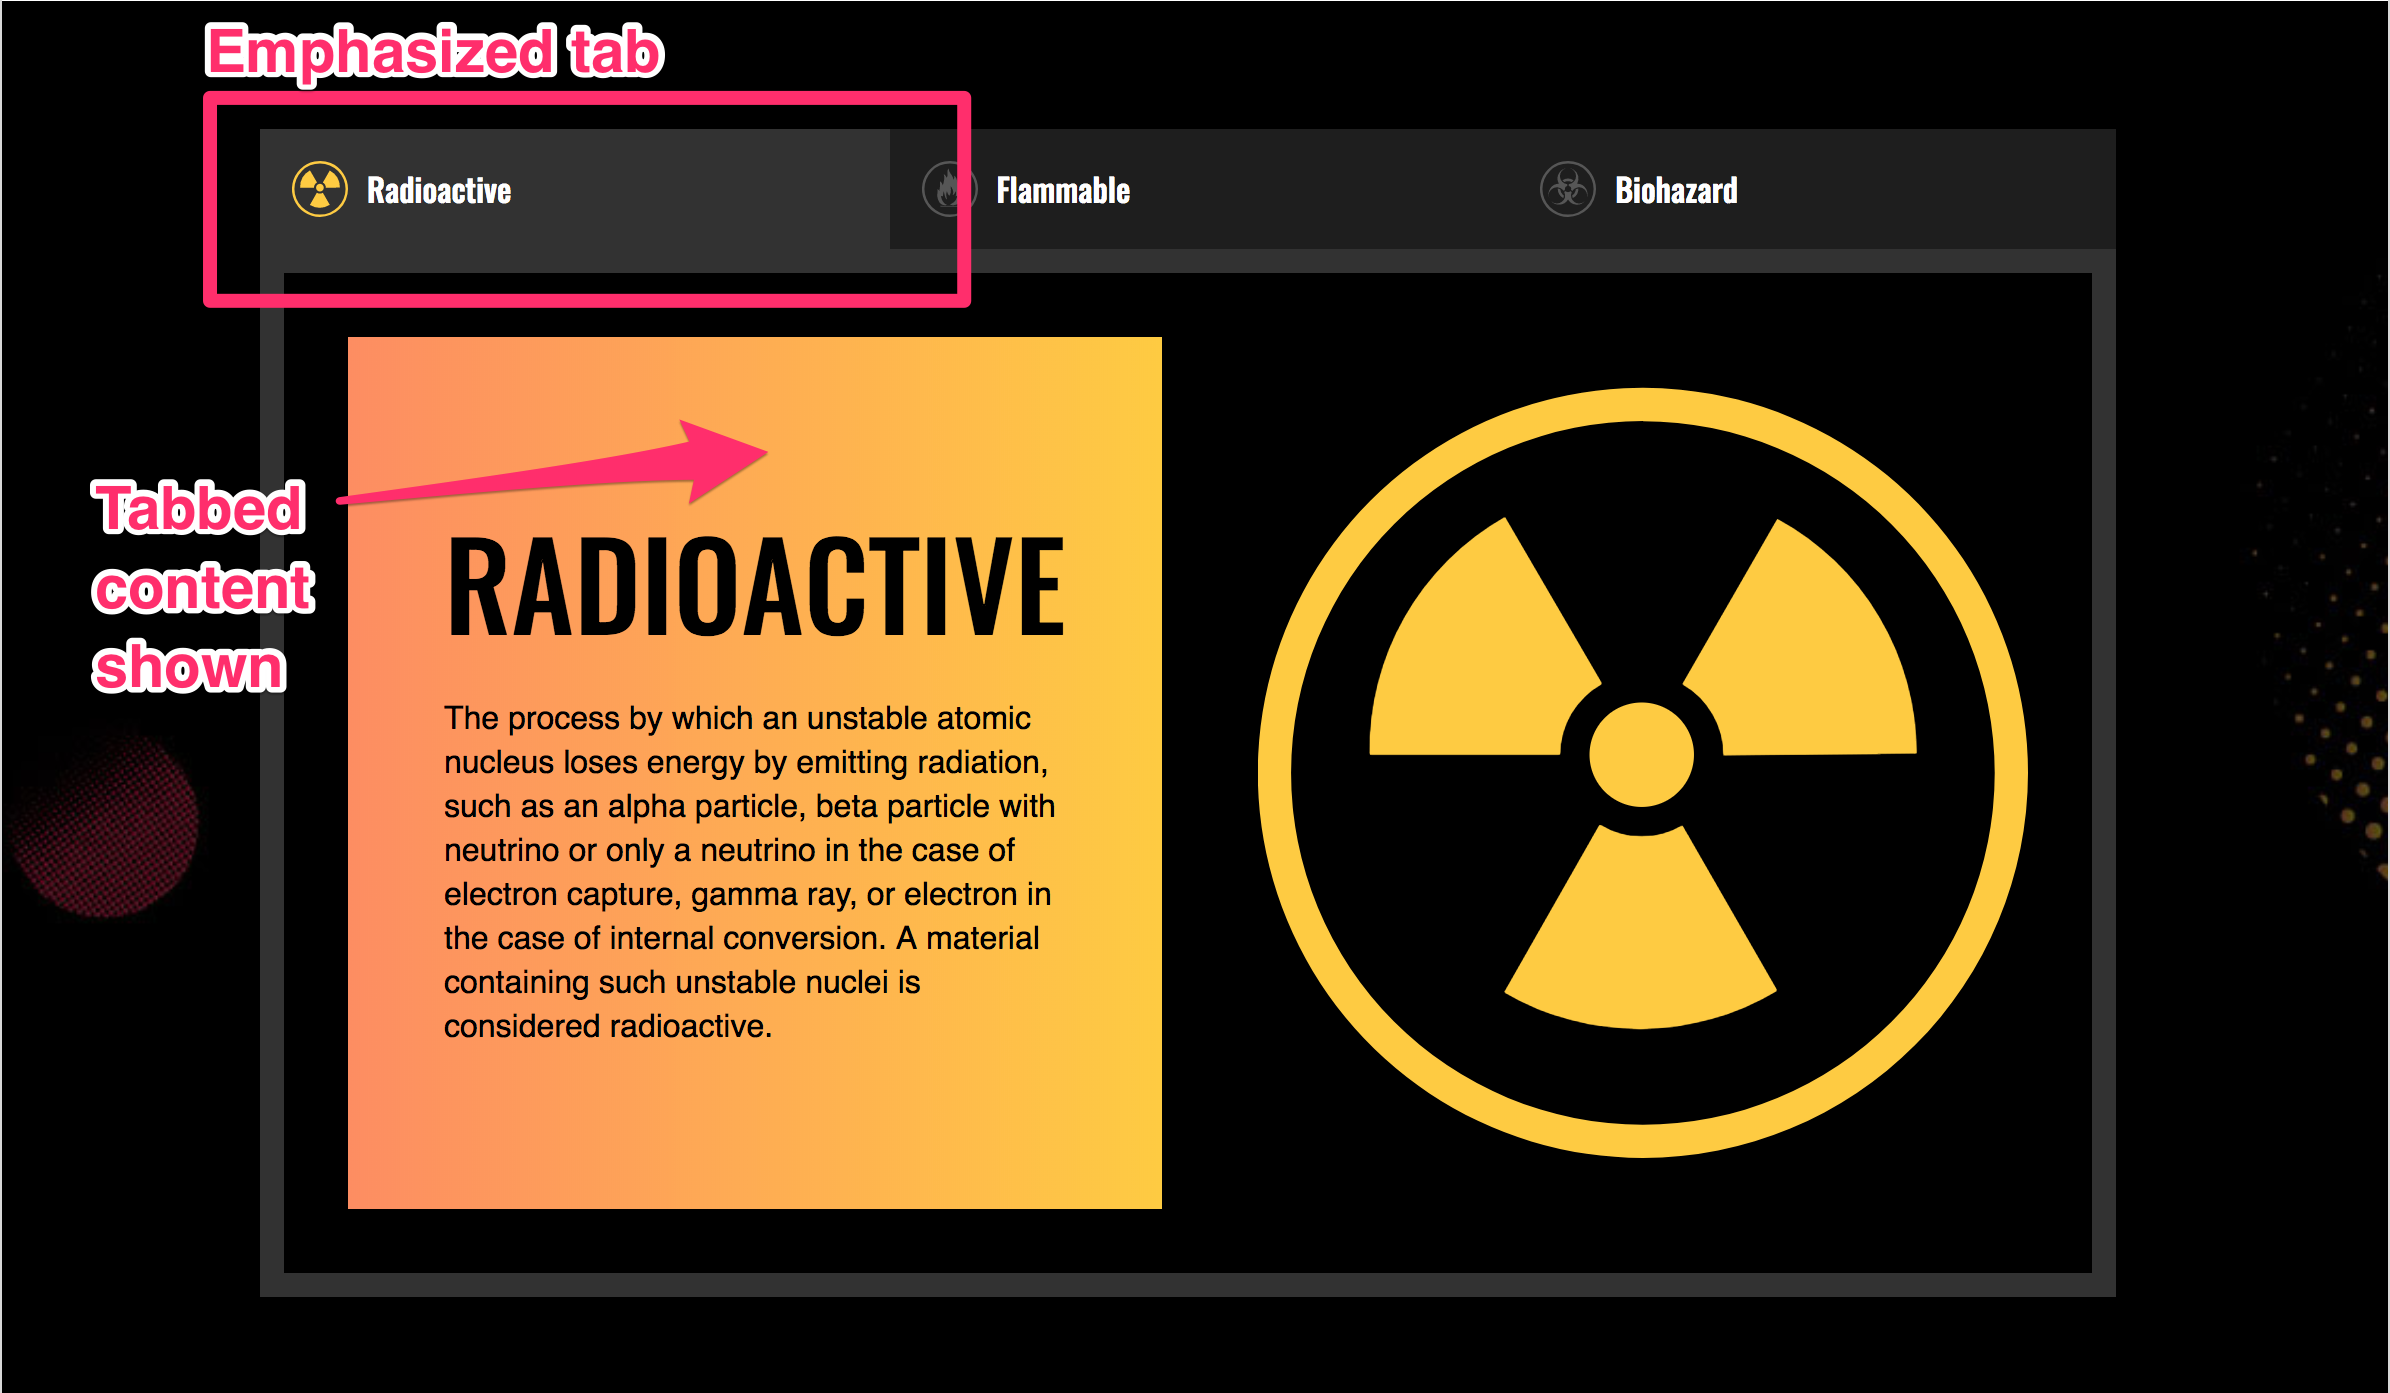 Emphasized tab
Radioactive
Flammable
Biohazard
Tabbed
content
shown
RADIOACTIVE
The process by which an unstable atomic
nucleus loses energy by emitting radiation,
such as an alpha particle, beta particle with
neutrino or only a neutrino in the case of
electron capture, gamma ray, or electron in
the case of internal conversion. A material
containing such unstable nuclei is
considered radioactive.